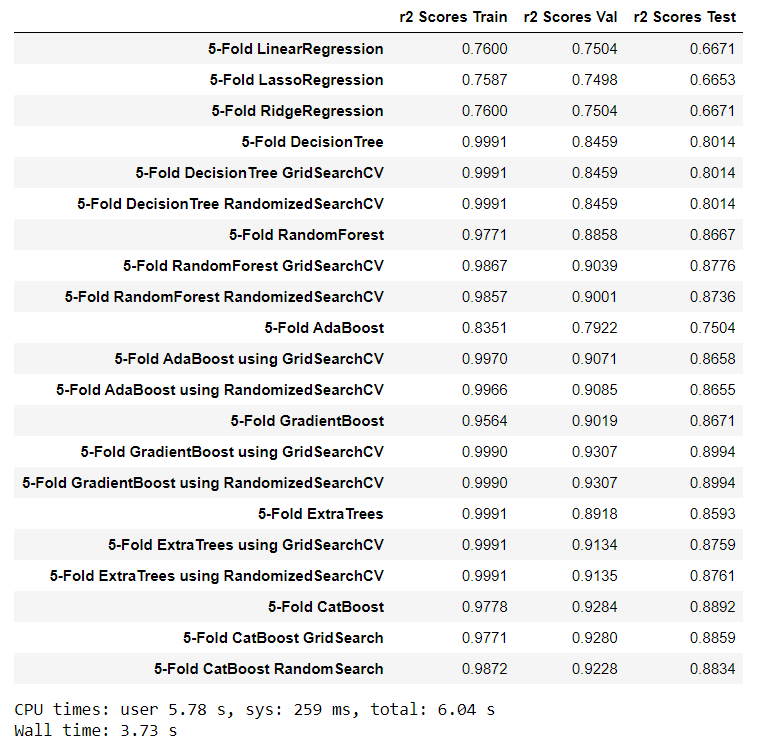 r2 Scores Train r2 Scores Val r2 Scores Test
5-Fold LinearRegression 0.7600 0.7504 0.6671
5-Fold LassoRegression 0.7587 0.7498 0.6653
5-Fold RidgeRegression 0.7600 0.7504 0.6671
5-Fold DecisionTree 0.9991 0.8459 0.8014
5-Fold DecisionTree GridSearchCV 0.9991 0.8459 0.8014
5-Fold DecisionTree RandomizedSearchCV 0.9991 0.8459 0.8014
5-Fold RandomForest 0.9771 0.8858 0.8667
5-Fold RandomForest GridSearchCV 0.9867 0.9039 0.8776
5-Fold RandomForest RandomizedSearchCV 0.9857 0.9001 0.8736
5-Fold AdaBoost 0.8351 0.7922 0.7504
5-Fold AdaBoost using GridSearchCV 0.9970 0.9071 0.8658
5-Fold AdaBoost using RandomizedSearchCV 0.9966 0.9085 0.8655
5-Fold GradientBoost 0.9564 0.9019 0.8671
5-Fold GradientBoost using GridSearchCV 0.9990 0.9307 0.8994
5-Fold GradientBoost using RandomizedSearchCV 0.9990 0.9307 0.8994
5-Fold ExtraTrees 0.9991 0.8918 0.8593
5-Fold ExtraTrees using GridSearchCV 0.9991 0.9134 0.8759
5-Fold ExtraTrees using RandomizedSearchCV 0.9991 0.9135 0.8761
5-Fold CatBoost 0.9778 0.9284 0.8892
5-Fold CatBoost GridSearch 0.9771 0.9280 0.8859
5-Fold CatBoost RandomSearch 0.9872 0.9228 0.8834
CPU times: user 5.78 s, sys: 259 ms, total: 6.04 s
Wall time: 3.73 s